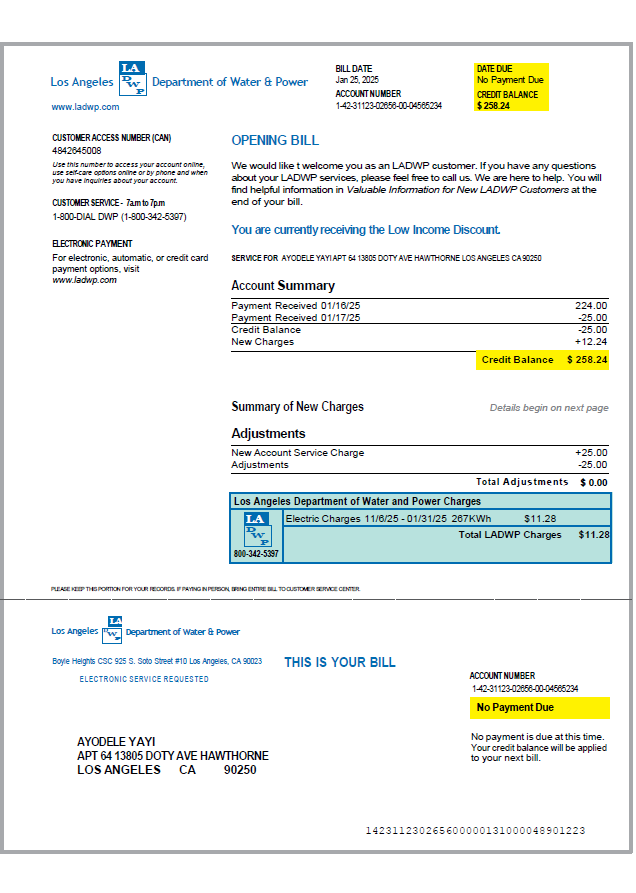 LA
DWP
Los Angeles Department of Water & Power
www.ladwp.com
BILL DATE
Jan 25, 2025
ACCOUNT NUMBER
1-42-31123-02656-00-04565234
DATE DUE
No Payment Due
CREDIT BALANCE
$ 258.24
CUSTOMER ACCESS NUMBER (CAN)
4842645008
Use this number to access your account online,
use self-care options online or by phone and when
you have inquiries about your account.
CUSTOMER SERVICE - 7am to 7pm
1-800-DIAL DWP (1-800-342-5397)
ELECTRONIC PAYMENT
For electronic, automatic, or credit card
payment options, visit
www.ladwp.com
OPENING BILL
We would like t welcome you as an LADWP customer. If you have any questions
about your LADWP services, please feel free to call us. We are here to help. You will
find helpful information in Valuable Information for New LADWP Customers at the
end of your bill.
You are currently receiving the Low Income Discount.
SERVICE FOR AYODELE YAYI APT 64 13805 DOTY AVE HAWTHORNE LOS ANGELES CA 90250
Account Summary
Payment Received 01/16/25 224.00
Payment Received 01/17/25 -25.00
Credit Balance -25.00
New Charges +12.24
Credit Balance $ 258.24
Summary of New Charges Details begin on next page
Adjustments
New Account Service Charge +25.00
Adjustments -25.00
Total Adjustments $ 0.00
Los Angeles Department of Water and Power Charges
LA
DWP
800-342-5397
Electric Charges 11/6/25 - 01/31/25 267KWh $11.28
Total LADWP Charges $11.28
PLEASE KEEP THIS PORTION FOR YOUR RECORDS. IF PAYING IN PERSON, BRING ENTIRE BILL TO CUSTOMER SERVICE CENTER.
LA
DWP
Los Angeles Department of Water & Power
Boyle Heights CSC 925 S. Soto Street #10 Los Angeles, CA 90023
ELECTRONIC SERVICE REQUESTED
THIS IS YOUR BILL
ACCOUNT NUMBER
1-42-31123-02656-00-04565234
No Payment Due
No payment is due at this time.
Your credit balance will be applied
to your next bill.
AYODELE YAYI
APT 64 13805 DOTY AVE HAWTHORNE
LOS ANGELES CA 90250
14231123026560000131000048901223